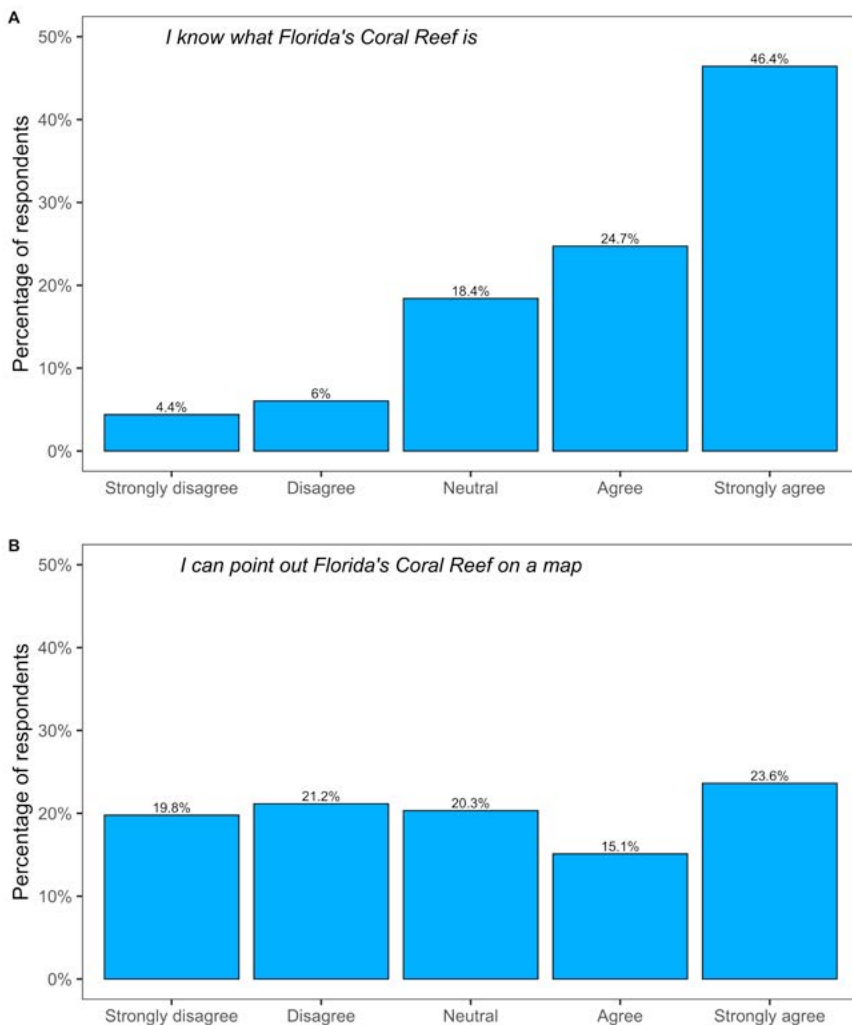 A
I know what Florida's Coral Reef is
Percentage of respondents
50%
40%
30%
20%
10%
0%
4.4%
6%
18.4%
24.7%
46.4%
Strongly disagree
Disagree
Neutral
Agree
Strongly agree
B
I can point out Florida's Coral Reef on a map
Percentage of respondents
50%
40%
30%
20%
10%
0%
19.8%
21.2%
20.3%
15.1%
23.6%
Strongly disagree
Disagree
Neutral
Agree
Strongly agree